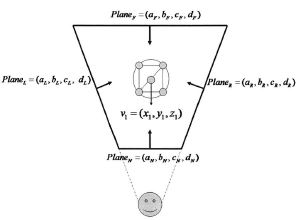 Plane_F = (a_F, b_F, c_F, d_F)
Plane_L = (a_L, b_L, c_L, d_L)
Plane_R = (a_R, b_R, c_R, d_R)
v_1 = (x_1, y_1, z_1)
Plane_N = (a_N, b_N, c_N, d_N)